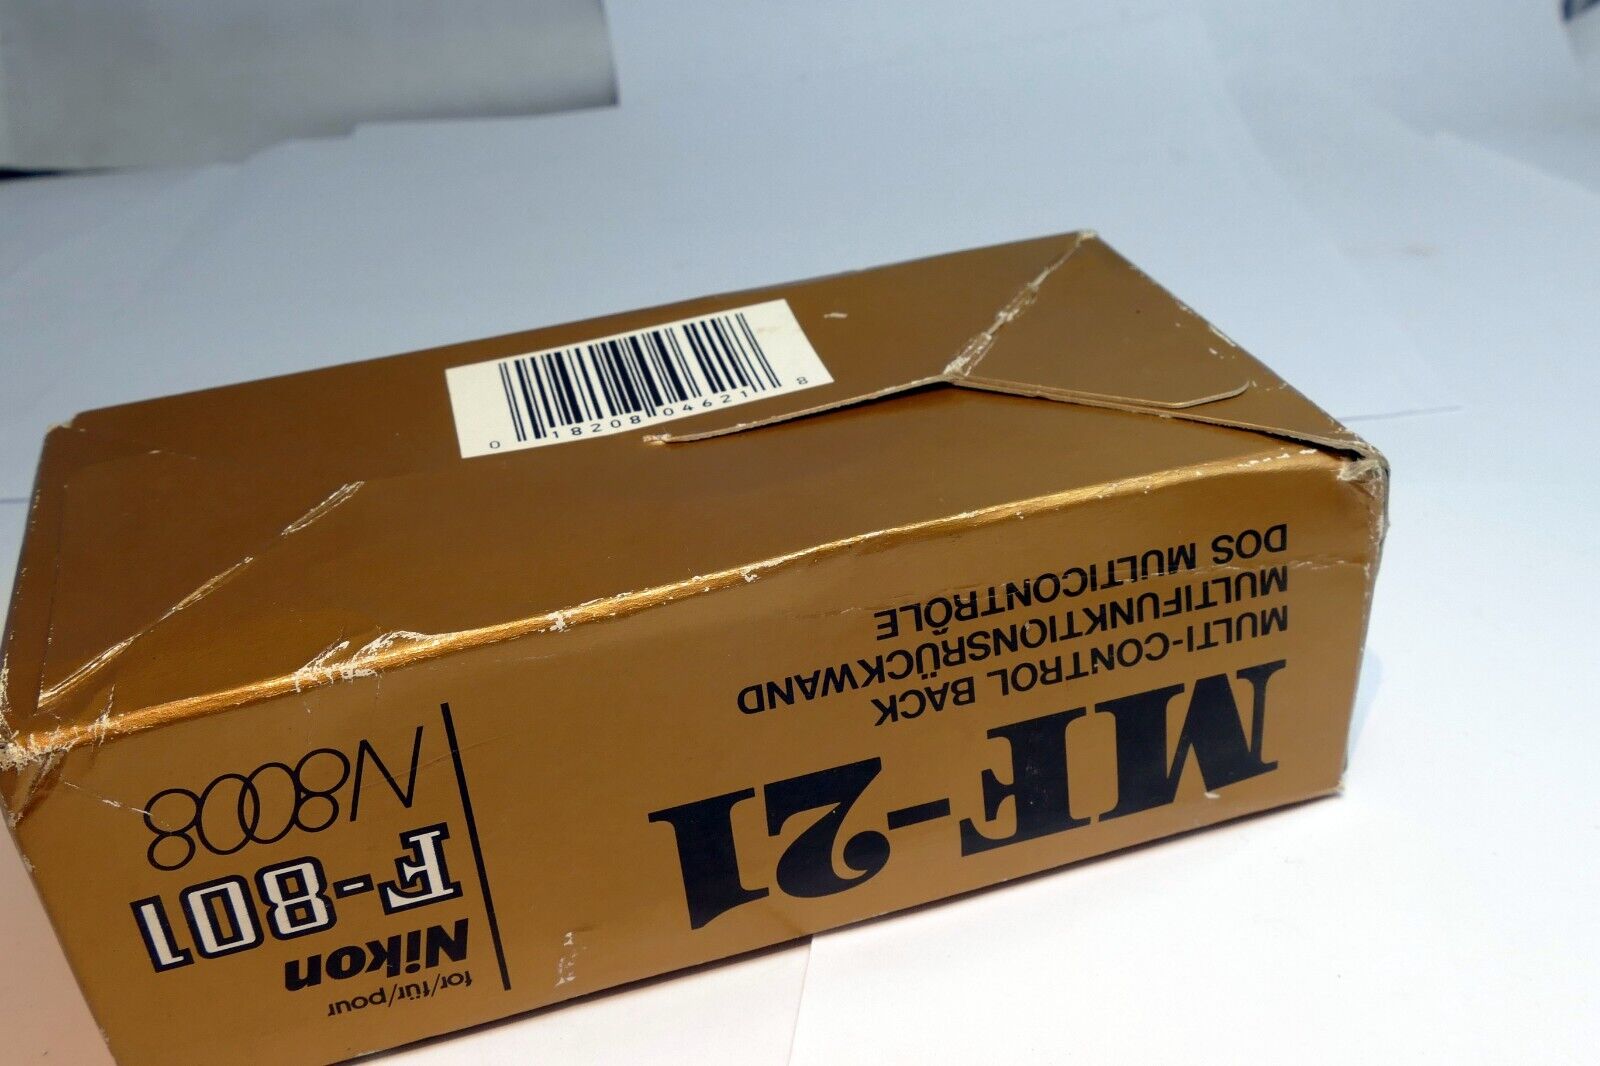 0 18208 04621 8
MF-21
MULTI-CONTROL BACK
MULTIFUNKTIONSRÜCKWAND
DOS MULTICONTRÔLE
for/für/pour
Nikon
F-801
N8008